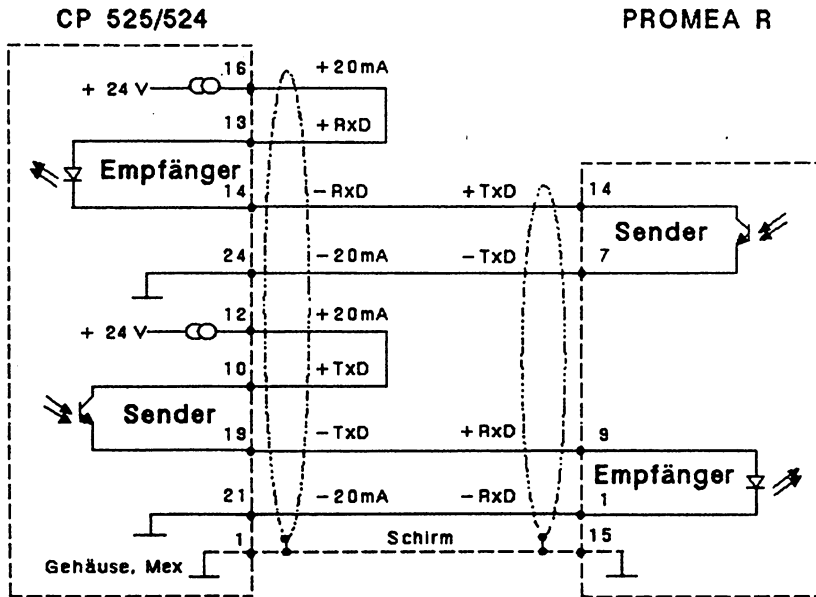 CP 525/524 PROMEA R
16 +20mA
+ 24 V
13 +RxD
Empfänger
14 -RxD +TxD 14
Sender
24 -20mA -TxD 7
12 +20mA
+ 24 V
10 +TxD
Sender
19 -TxD +RxD 9
Empfänger
21 -20mA -RxD 1
1 Schirm 15
Gehäuse, Mex